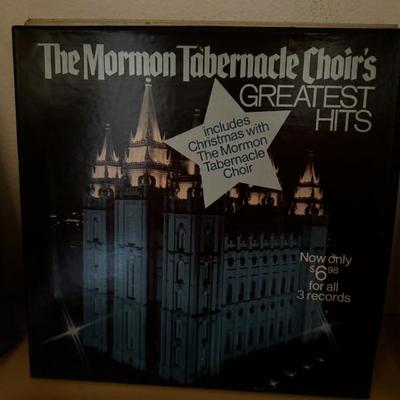 The Mormon Tabernacle Choir's
GREATEST
HITS
includes
Christmas with
The Mormon
Tabernacle
Choir
Now only
$6.98
for all
3 records